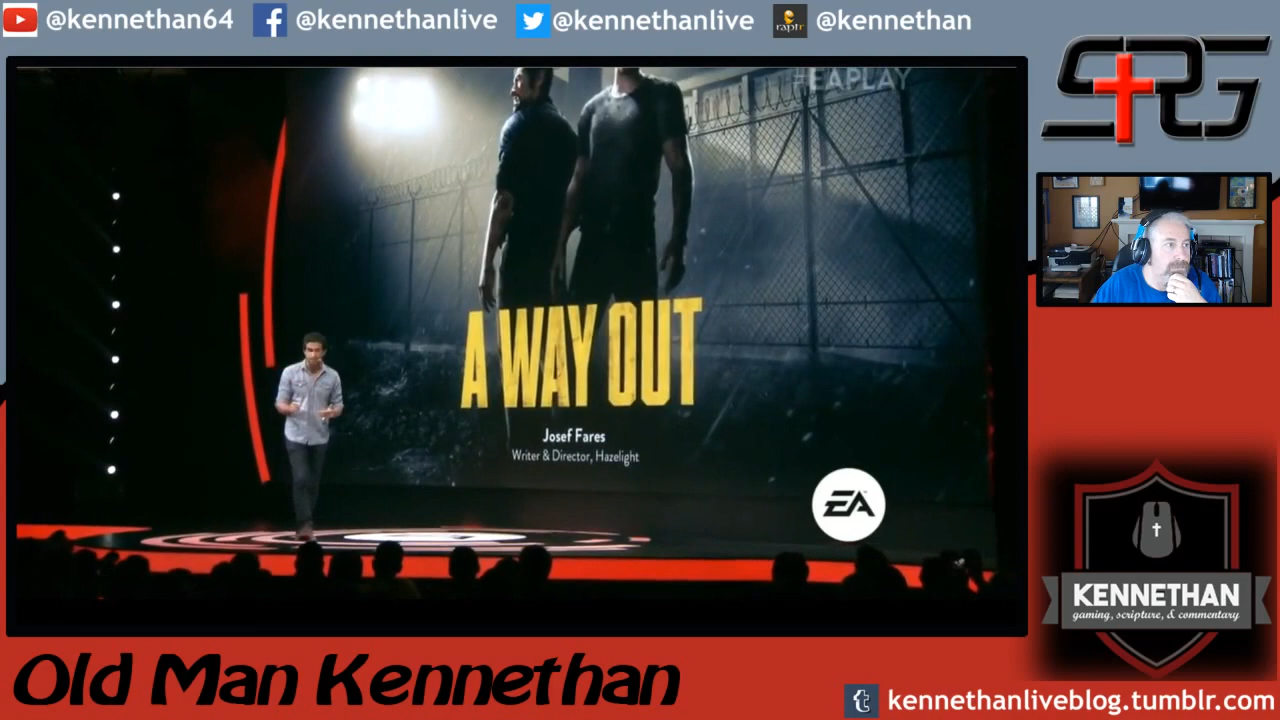 @kennethan64 @kennethanlive @kennethanlive raptr @kennethan
#EAPLAY
SRG
A WAY OUT
Josef Fares
Writer & Director, Hazelight
EA
KENNETHAN
gaming, scripture, & commentary
Old Man Kennethan
t kennethanliveblog.tumblr.com